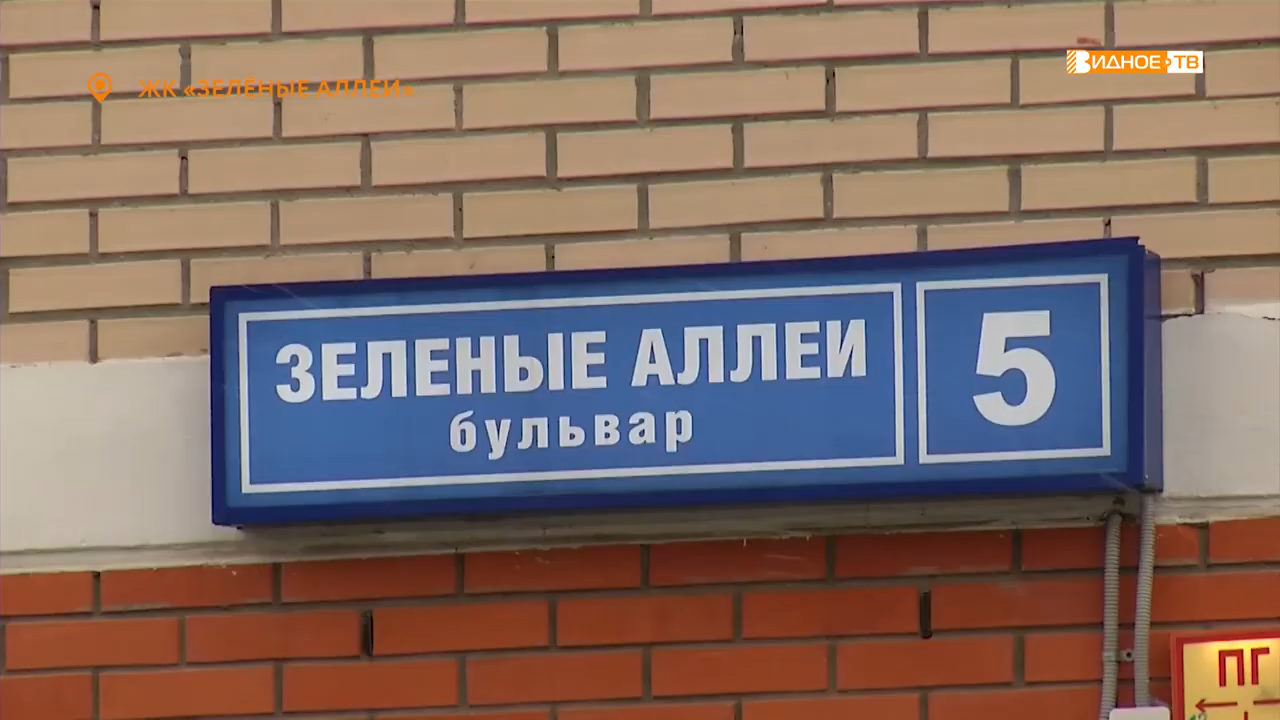 ЖК «ЗЕЛЁНЫЕ АЛЛЕИ»
ВИДНОЕ ТВ
ЗЕЛЕНЫЕ АЛЛЕИ
бульвар
5
ПГ